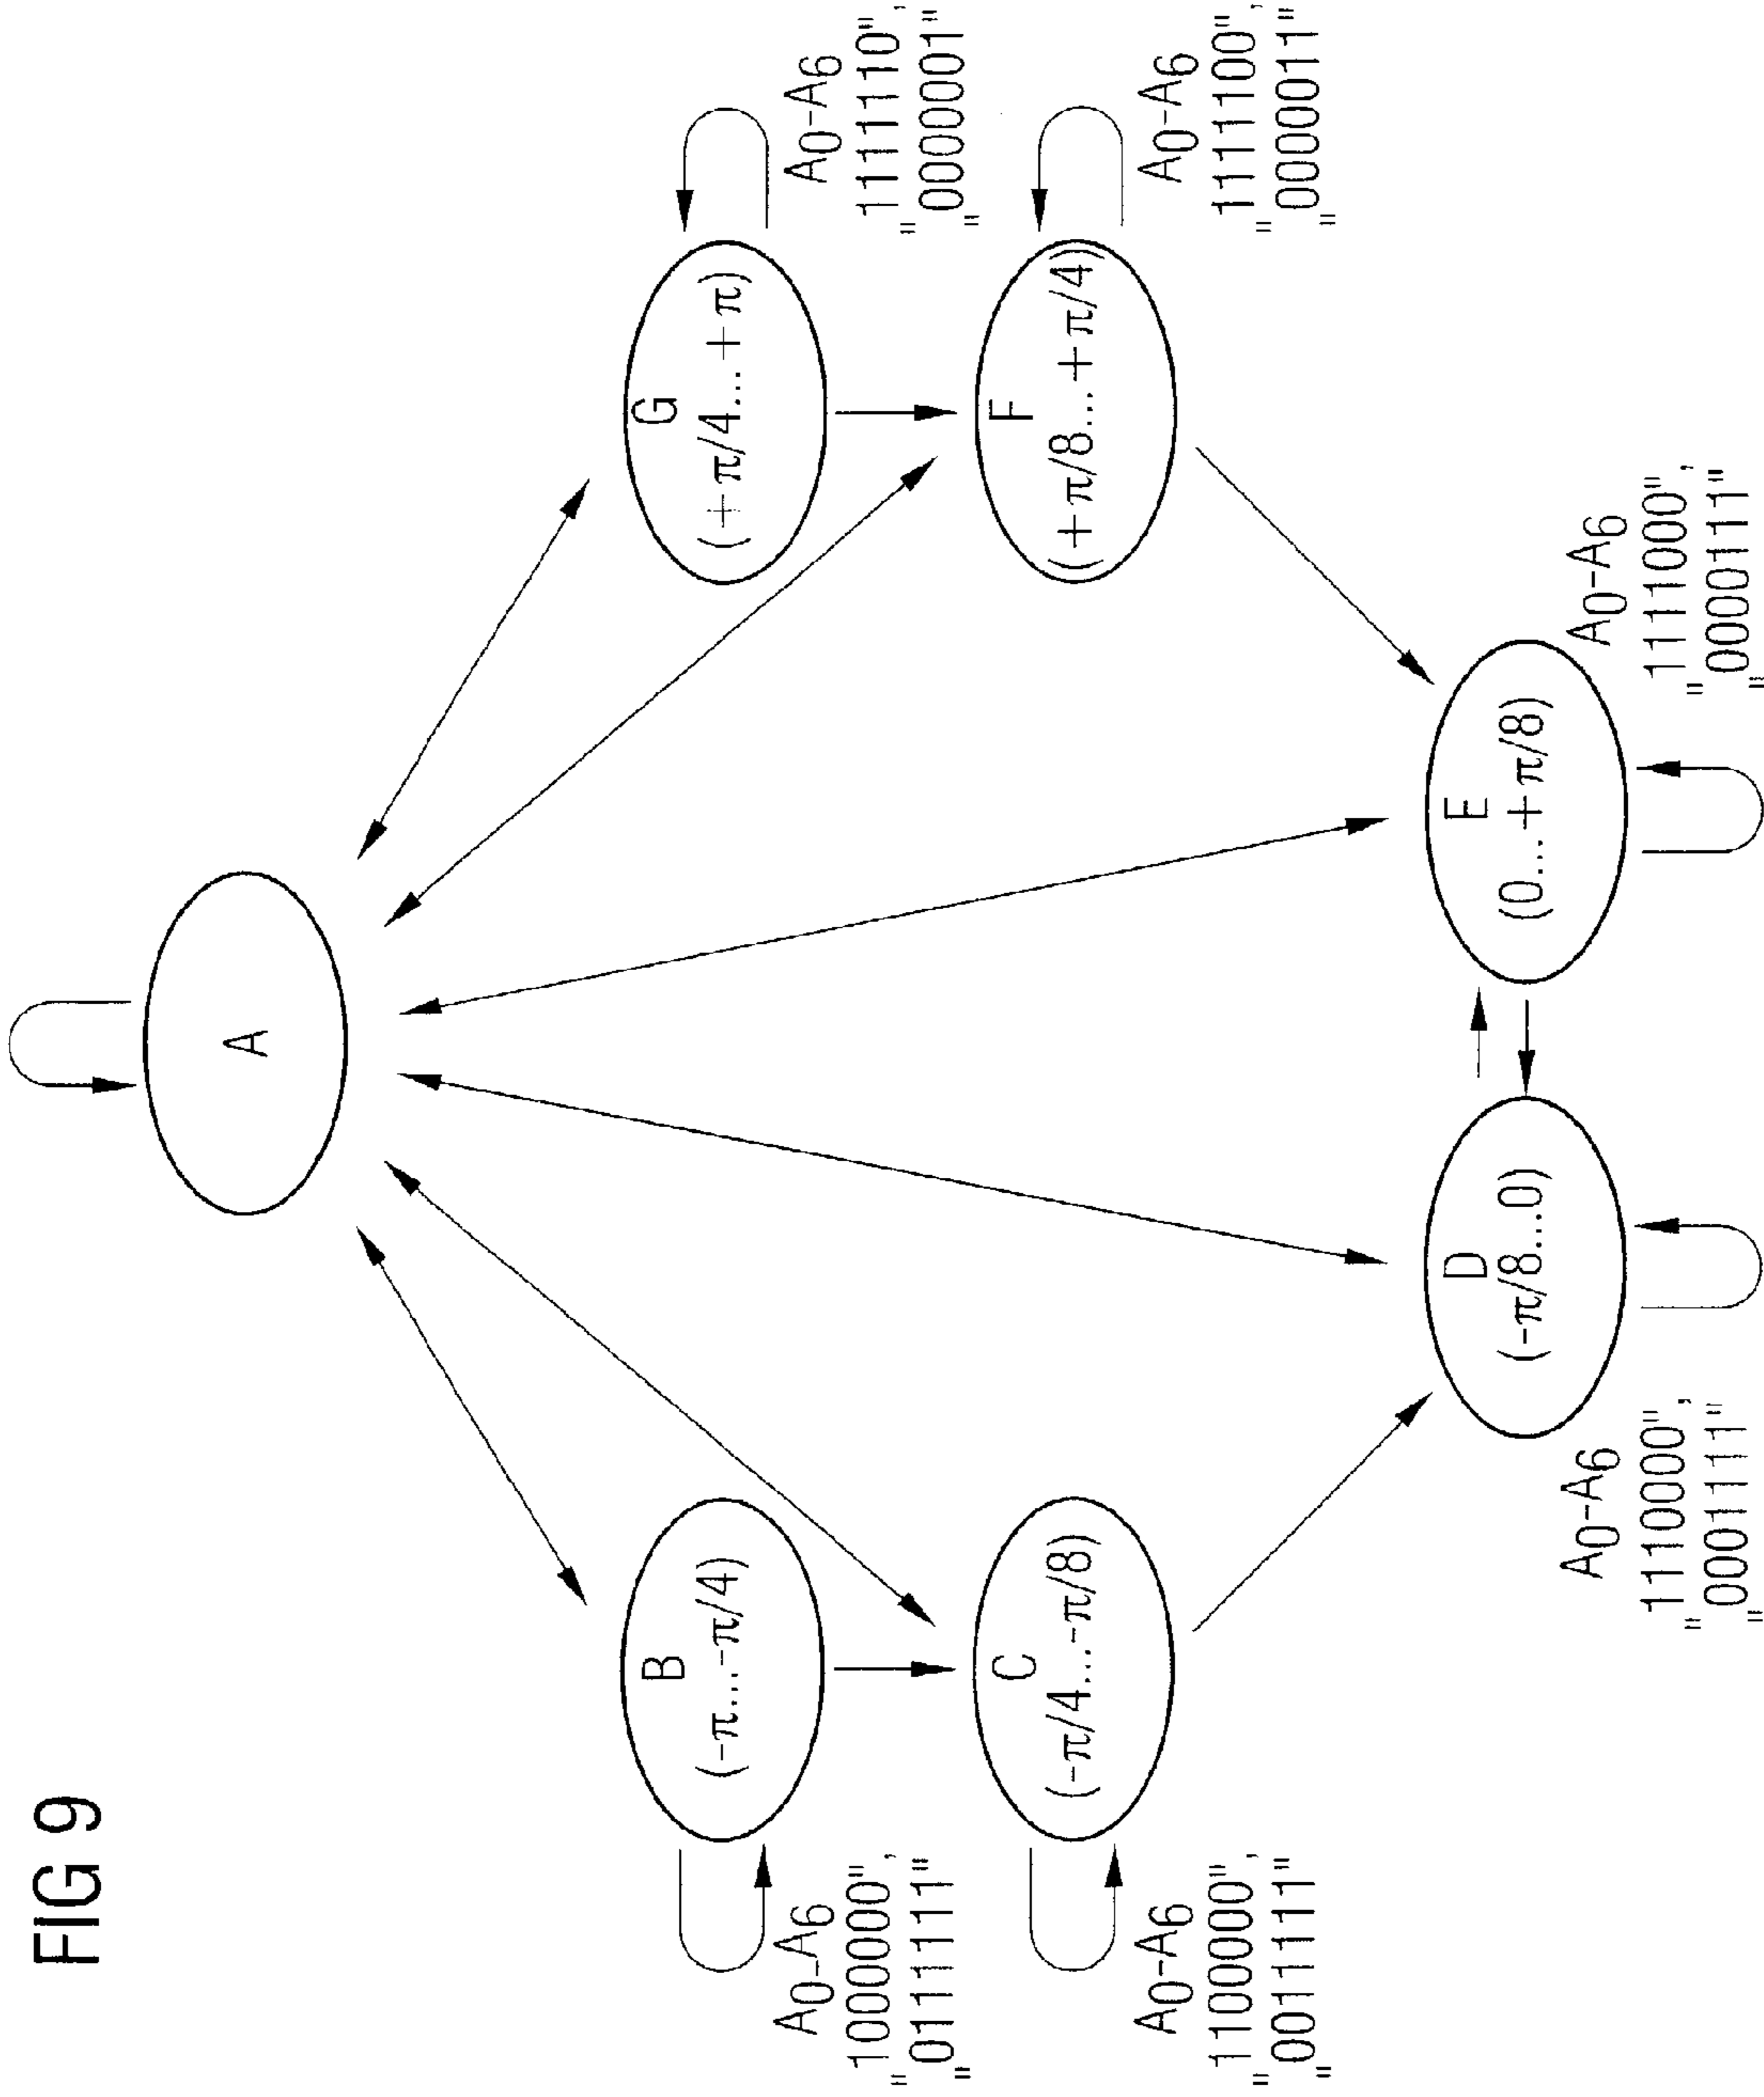 FIG 9
A
B
(-π...-π/4)
A₀-A₆
„1000000",
„0111111"
G
(+π/4...+π)
A₀-A₆
„1111110",
„0000001"
C
(-π/4...-π/8)
A₀-A₆
„1100000",
„0011111"
F
(+π/8...+π/4)
A₀-A₆
„1111100",
„0000011"
D
(-π/8...0)
A₀-A₆
„1110000",
„0001111"
E
(0...+π/8)
A₀-A₆
„1111000",
„0000111"